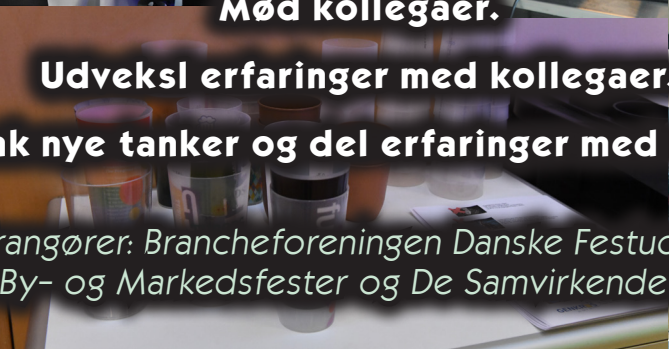 Mød kollegaer.
Udveksl erfaringer med kollegaer
nye tanker og del erfaringer med
By- og Markedsfester og De Samvirkende
Brancheforeningen Danske